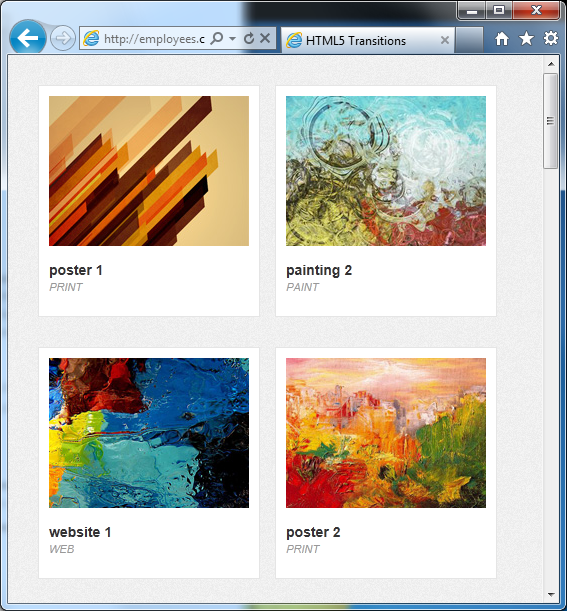 http://employees.c
HTML5 Transitions
poster 1
PRINT
painting 2
PAINT
website 1
WEB
poster 2
PRINT